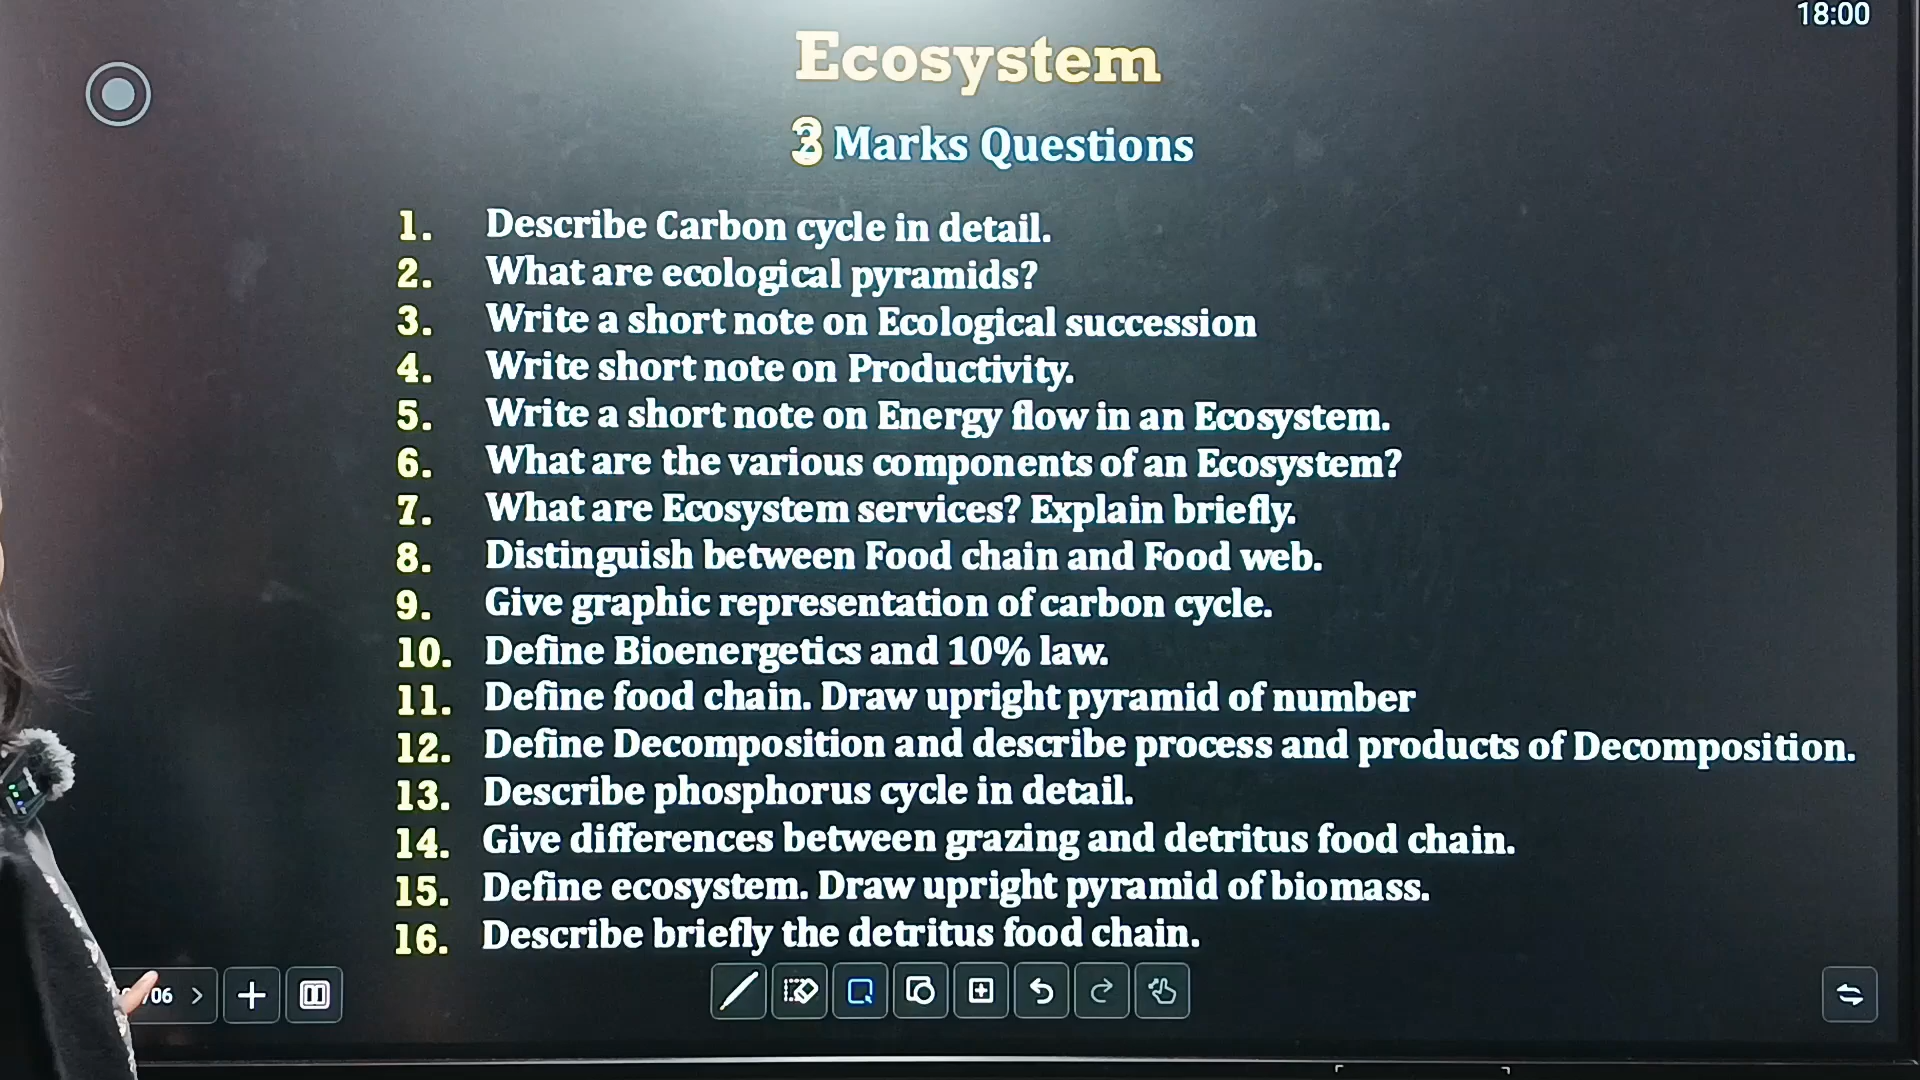 18:00
Ecosystem
3 Marks Questions
1. Describe Carbon cycle in detail.
2. What are ecological pyramids?
3. Write a short note on Ecological succession
4. Write short note on Productivity.
5. Write a short note on Energy flow in an Ecosystem.
6. What are the various components of an Ecosystem?
7. What are Ecosystem services? Explain briefly.
8. Distinguish between Food chain and Food web.
9. Give graphic representation of carbon cycle.
10. Define Bioenergetics and 10% law.
11. Define food chain. Draw upright pyramid of number
12. Define Decomposition and describe process and products of Decomposition.
13. Describe phosphorus cycle in detail.
14. Give differences between grazing and detritus food chain.
15. Define ecosystem. Draw upright pyramid of biomass.
16. Describe briefly the detritus food chain.
/06